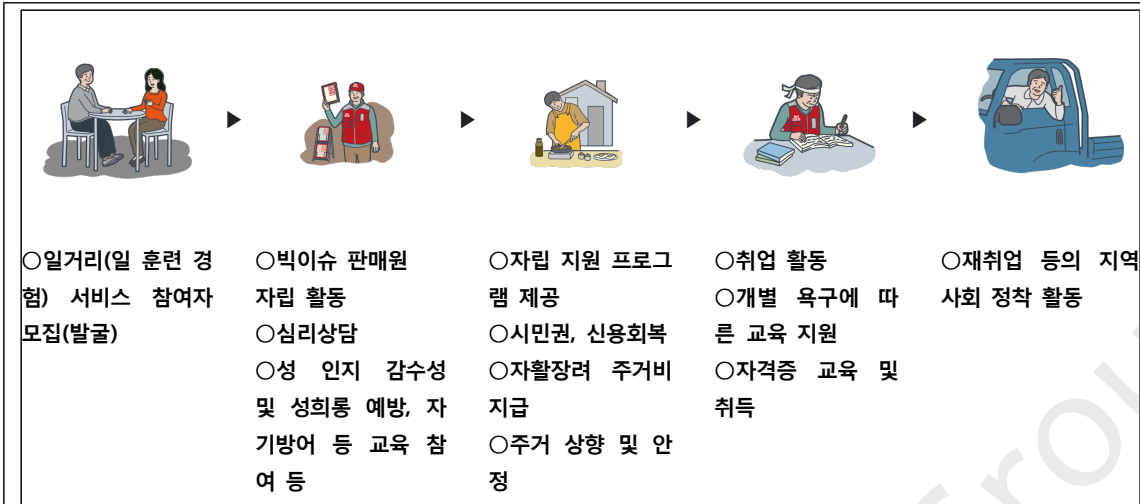 ○일거리(일 훈련 경
험) 서비스 참여자
모집(발굴)
○빅이슈 판매원
자립 활동
○심리상담
○성 인지 감수성
및 성희롱 예방, 자
기방어 등 교육 참
여 등
○자립 지원 프로그
램 제공
○시민권, 신용회복
○자활장려 주거비
지급
○주거 상향 및 안
정
○취업 활동
○개별 욕구에 따
른 교육 지원
○자격증 교육 및
취득
○재취업 등의 지역
사회 정착 활동